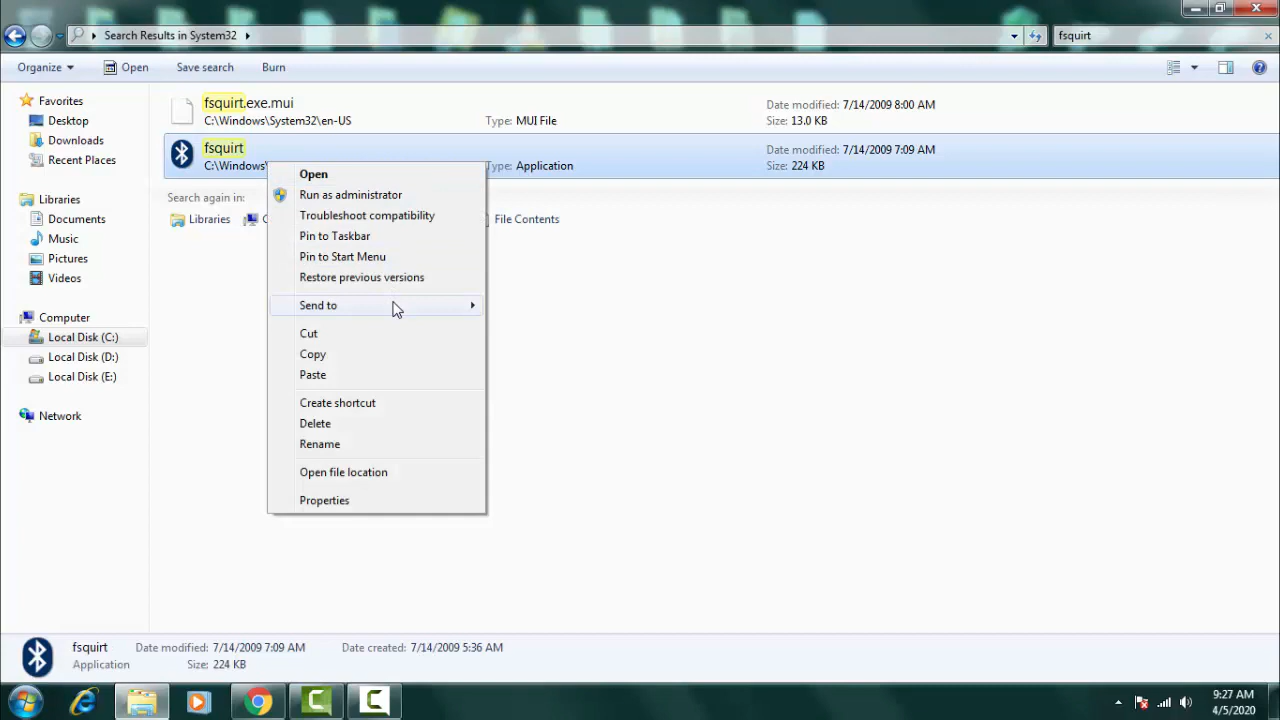 Search Results in System32
fsquirt
Organize
Open
Save search
Burn
Favorites
Desktop
Downloads
Recent Places
Libraries
Documents
Music
Pictures
Videos
Computer
Local Disk (C:)
Local Disk (D:)
Local Disk (E:)
Network
fsquirt.exe.mui
C:\Windows\System32\en-US
Type: MUI File
Date modified: 7/14/2009 8:00 AM
Size: 13.0 KB
fsquirt
C:\Windows\
Type: Application
Date modified: 7/14/2009 7:09 AM
Size: 224 KB
Search again in:
Libraries
C
File Contents
Open
Run as administrator
Troubleshoot compatibility
Pin to Taskbar
Pin to Start Menu
Restore previous versions
Send to
Cut
Copy
Paste
Create shortcut
Delete
Rename
Open file location
Properties
fsquirt
Date modified: 7/14/2009 7:09 AM
Date created: 7/14/2009 5:36 AM
Application
Size: 224 KB
9:27 AM
4/5/2020